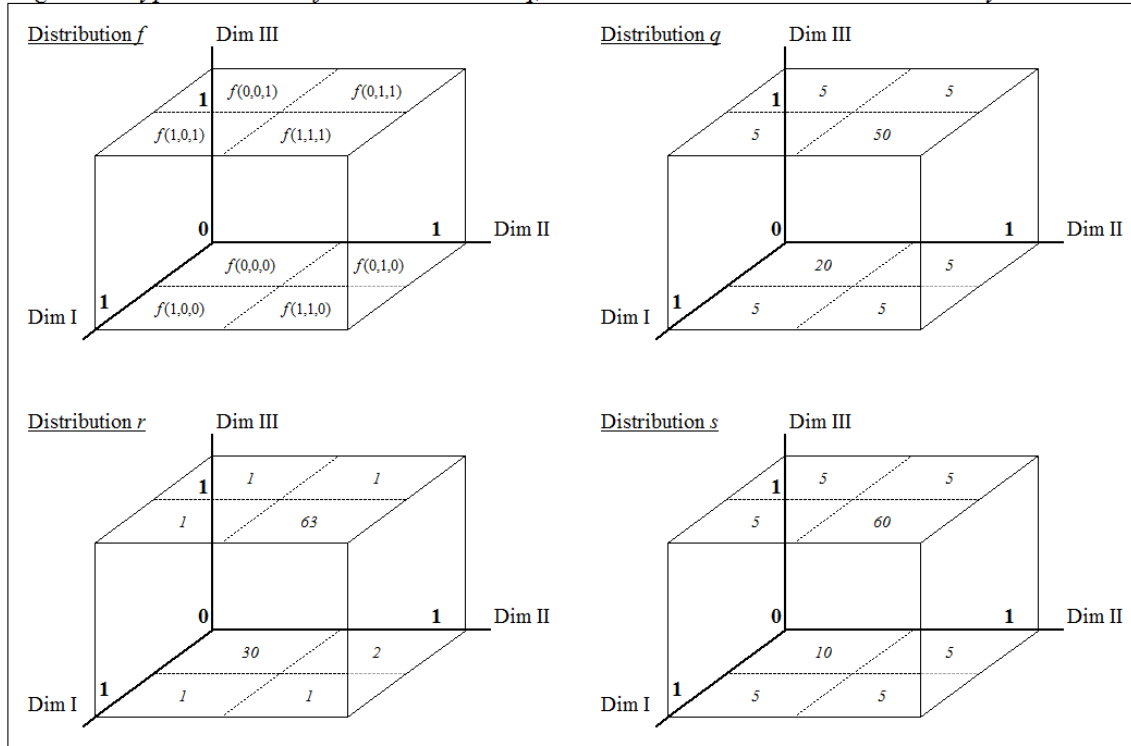 Distribution f
Dim III
1
f(0,0,1)
f(0,1,1)
f(1,0,1)
f(1,1,1)
0
1
Dim II
f(0,0,0)
f(0,1,0)
1
f(1,0,0)
f(1,1,0)
Dim I
Distribution q
Dim III
1
5
5
5
50
0
1
Dim II
20
5
1
5
5
Dim I
Distribution r
Dim III
1
1
1
1
63
0
1
Dim II
30
2
1
1
1
Dim I
Distribution s
Dim III
1
5
5
5
60
0
1
Dim II
10
5
1
5
5
Dim I